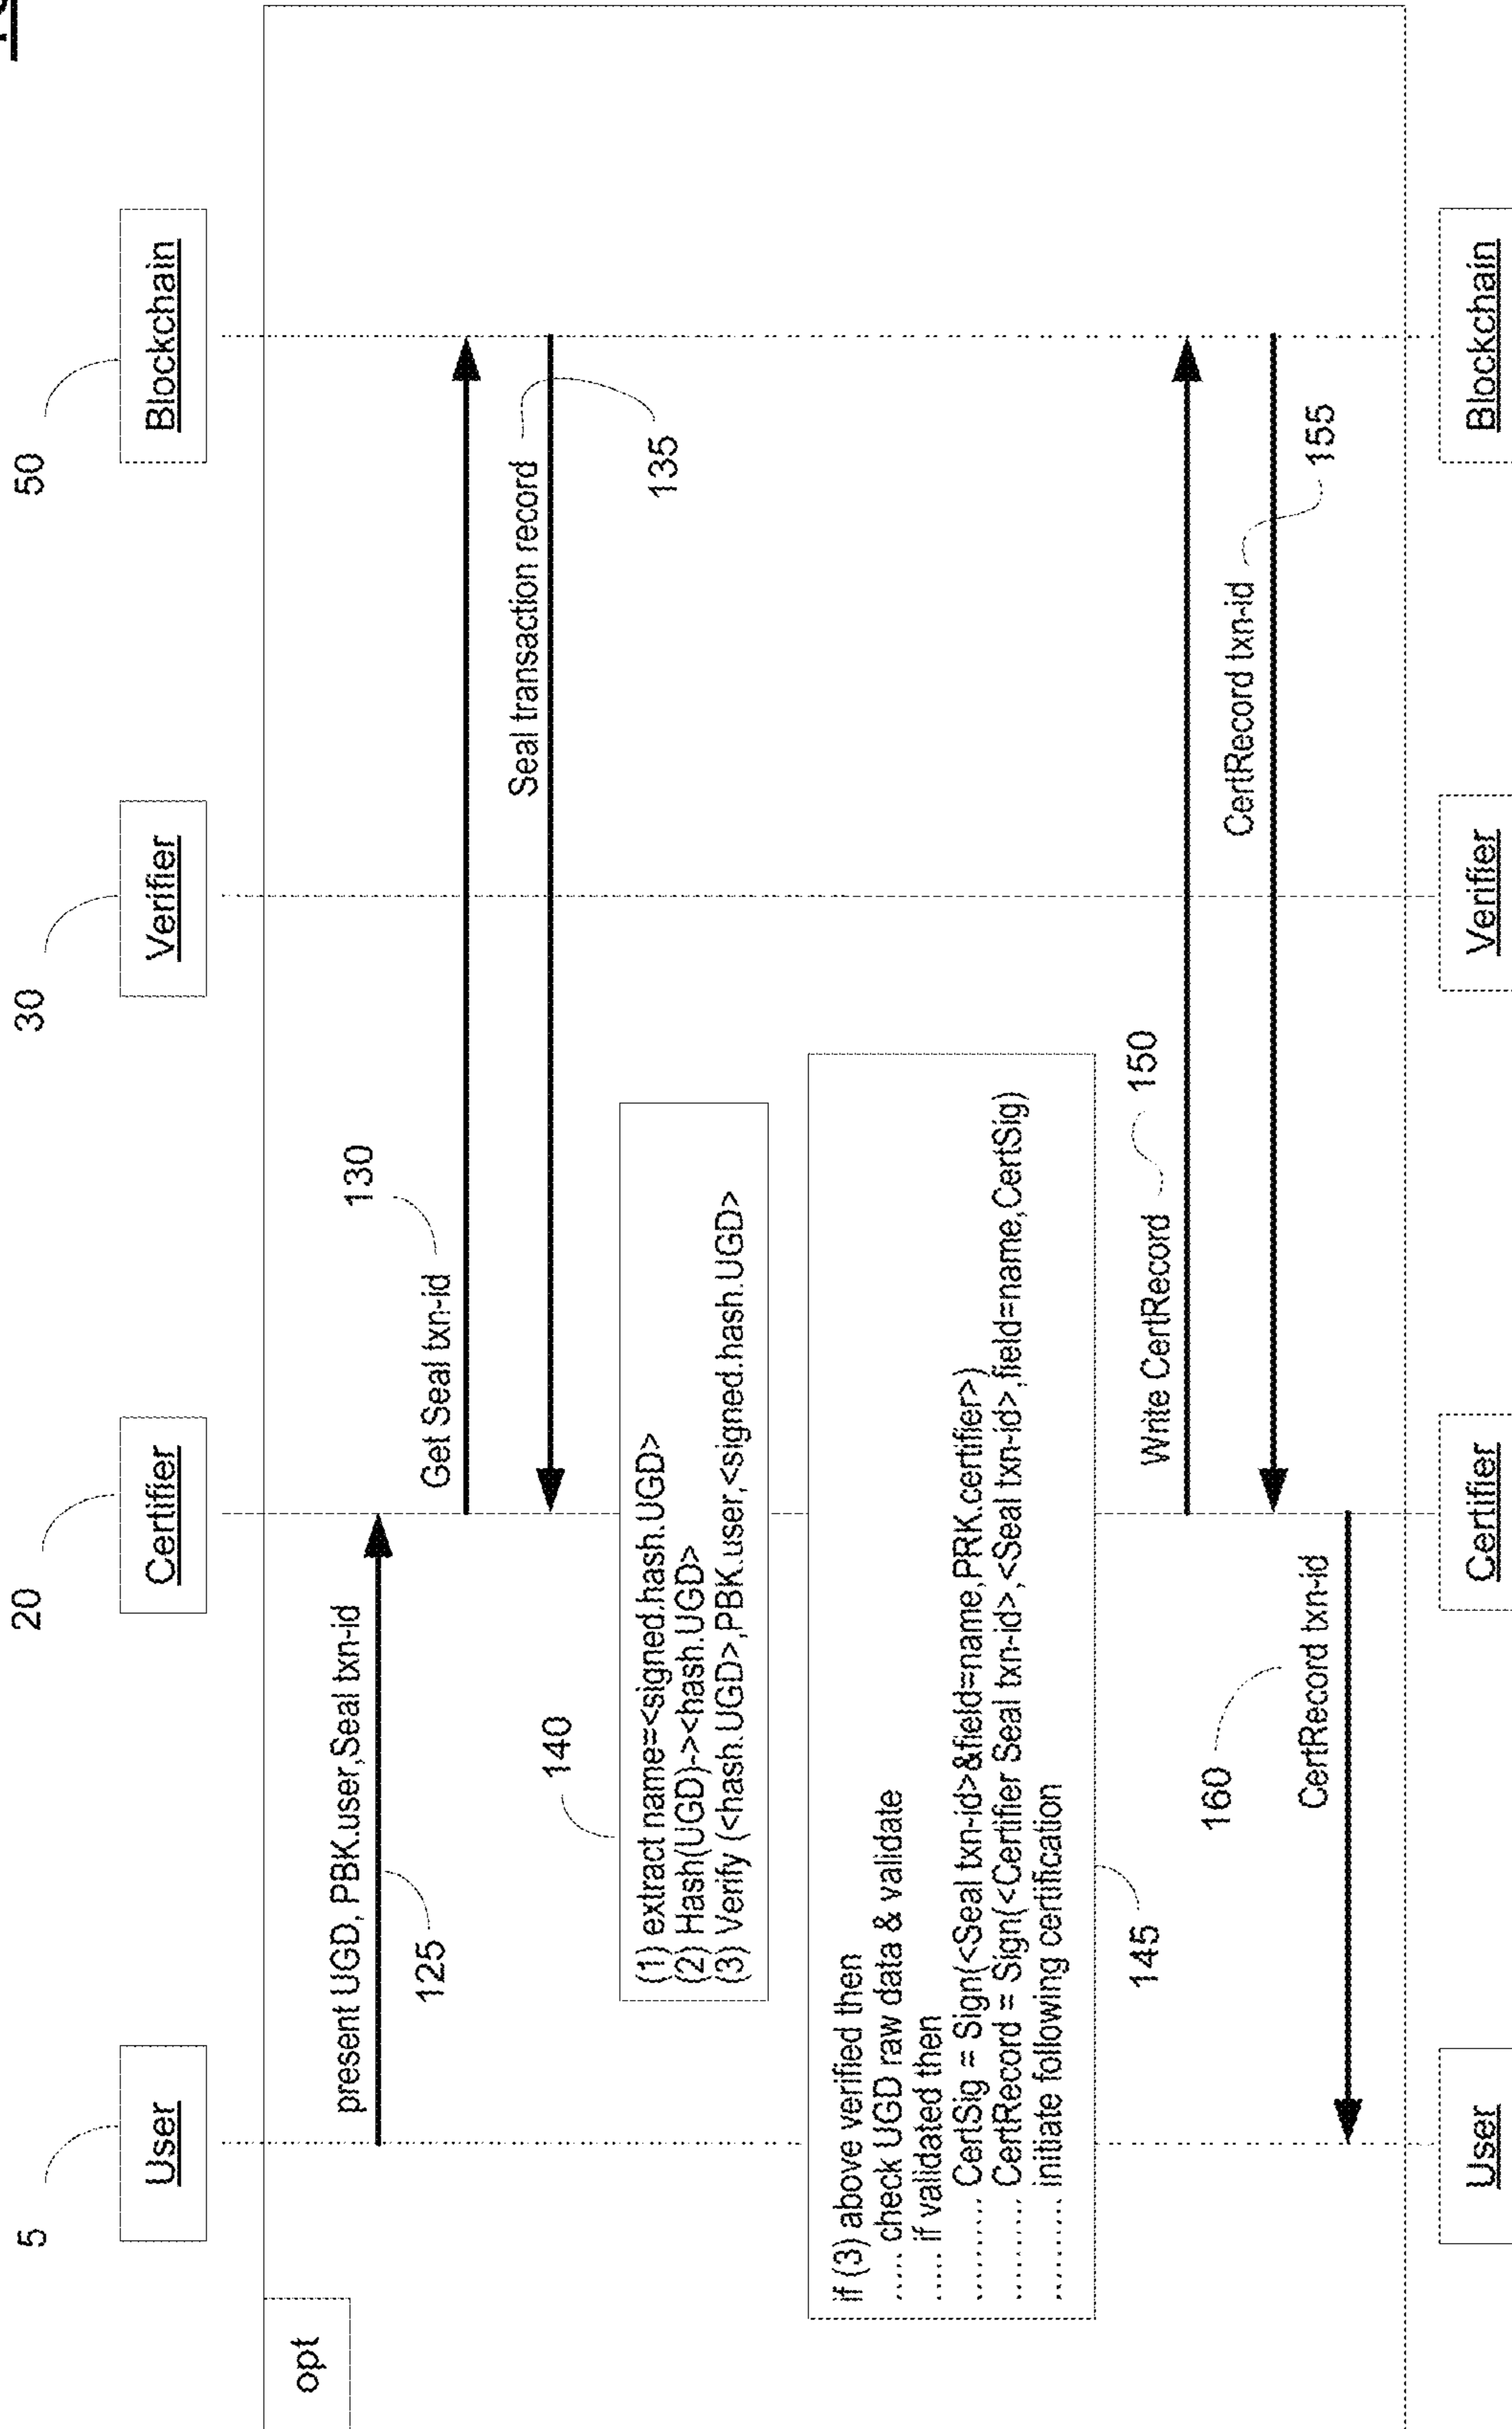 5
20
30
50
User
Certifier
Verifier
Blockchain
opt
present UGD, PBK.user,Seal txn-id
125
Get Seal txn-id
130
Seal transaction record
135
140
(1) extract name=<signed.hash.UGD>
(2) Hash(UGD)-><hash.UGD>
(3) Verify (<hash.UGD>,PBK.user,<signed.hash.UGD>
if (3) above verified then
..... check UGD raw data & validate
..... if validated then
.......... CertSig = Sign(<Seal txn-id>&field=name,PRK.certifier>)
.......... CertRecord = Sign(<Certifier Seal txn-id>,<Seal txn-id>,field=name,CertSig)
.......... initiate following certification
145
Write CertRecord
150
CertRecord txn-id
155
160
CertRecord txn-id
User
Certifier
Verifier
Blockchain